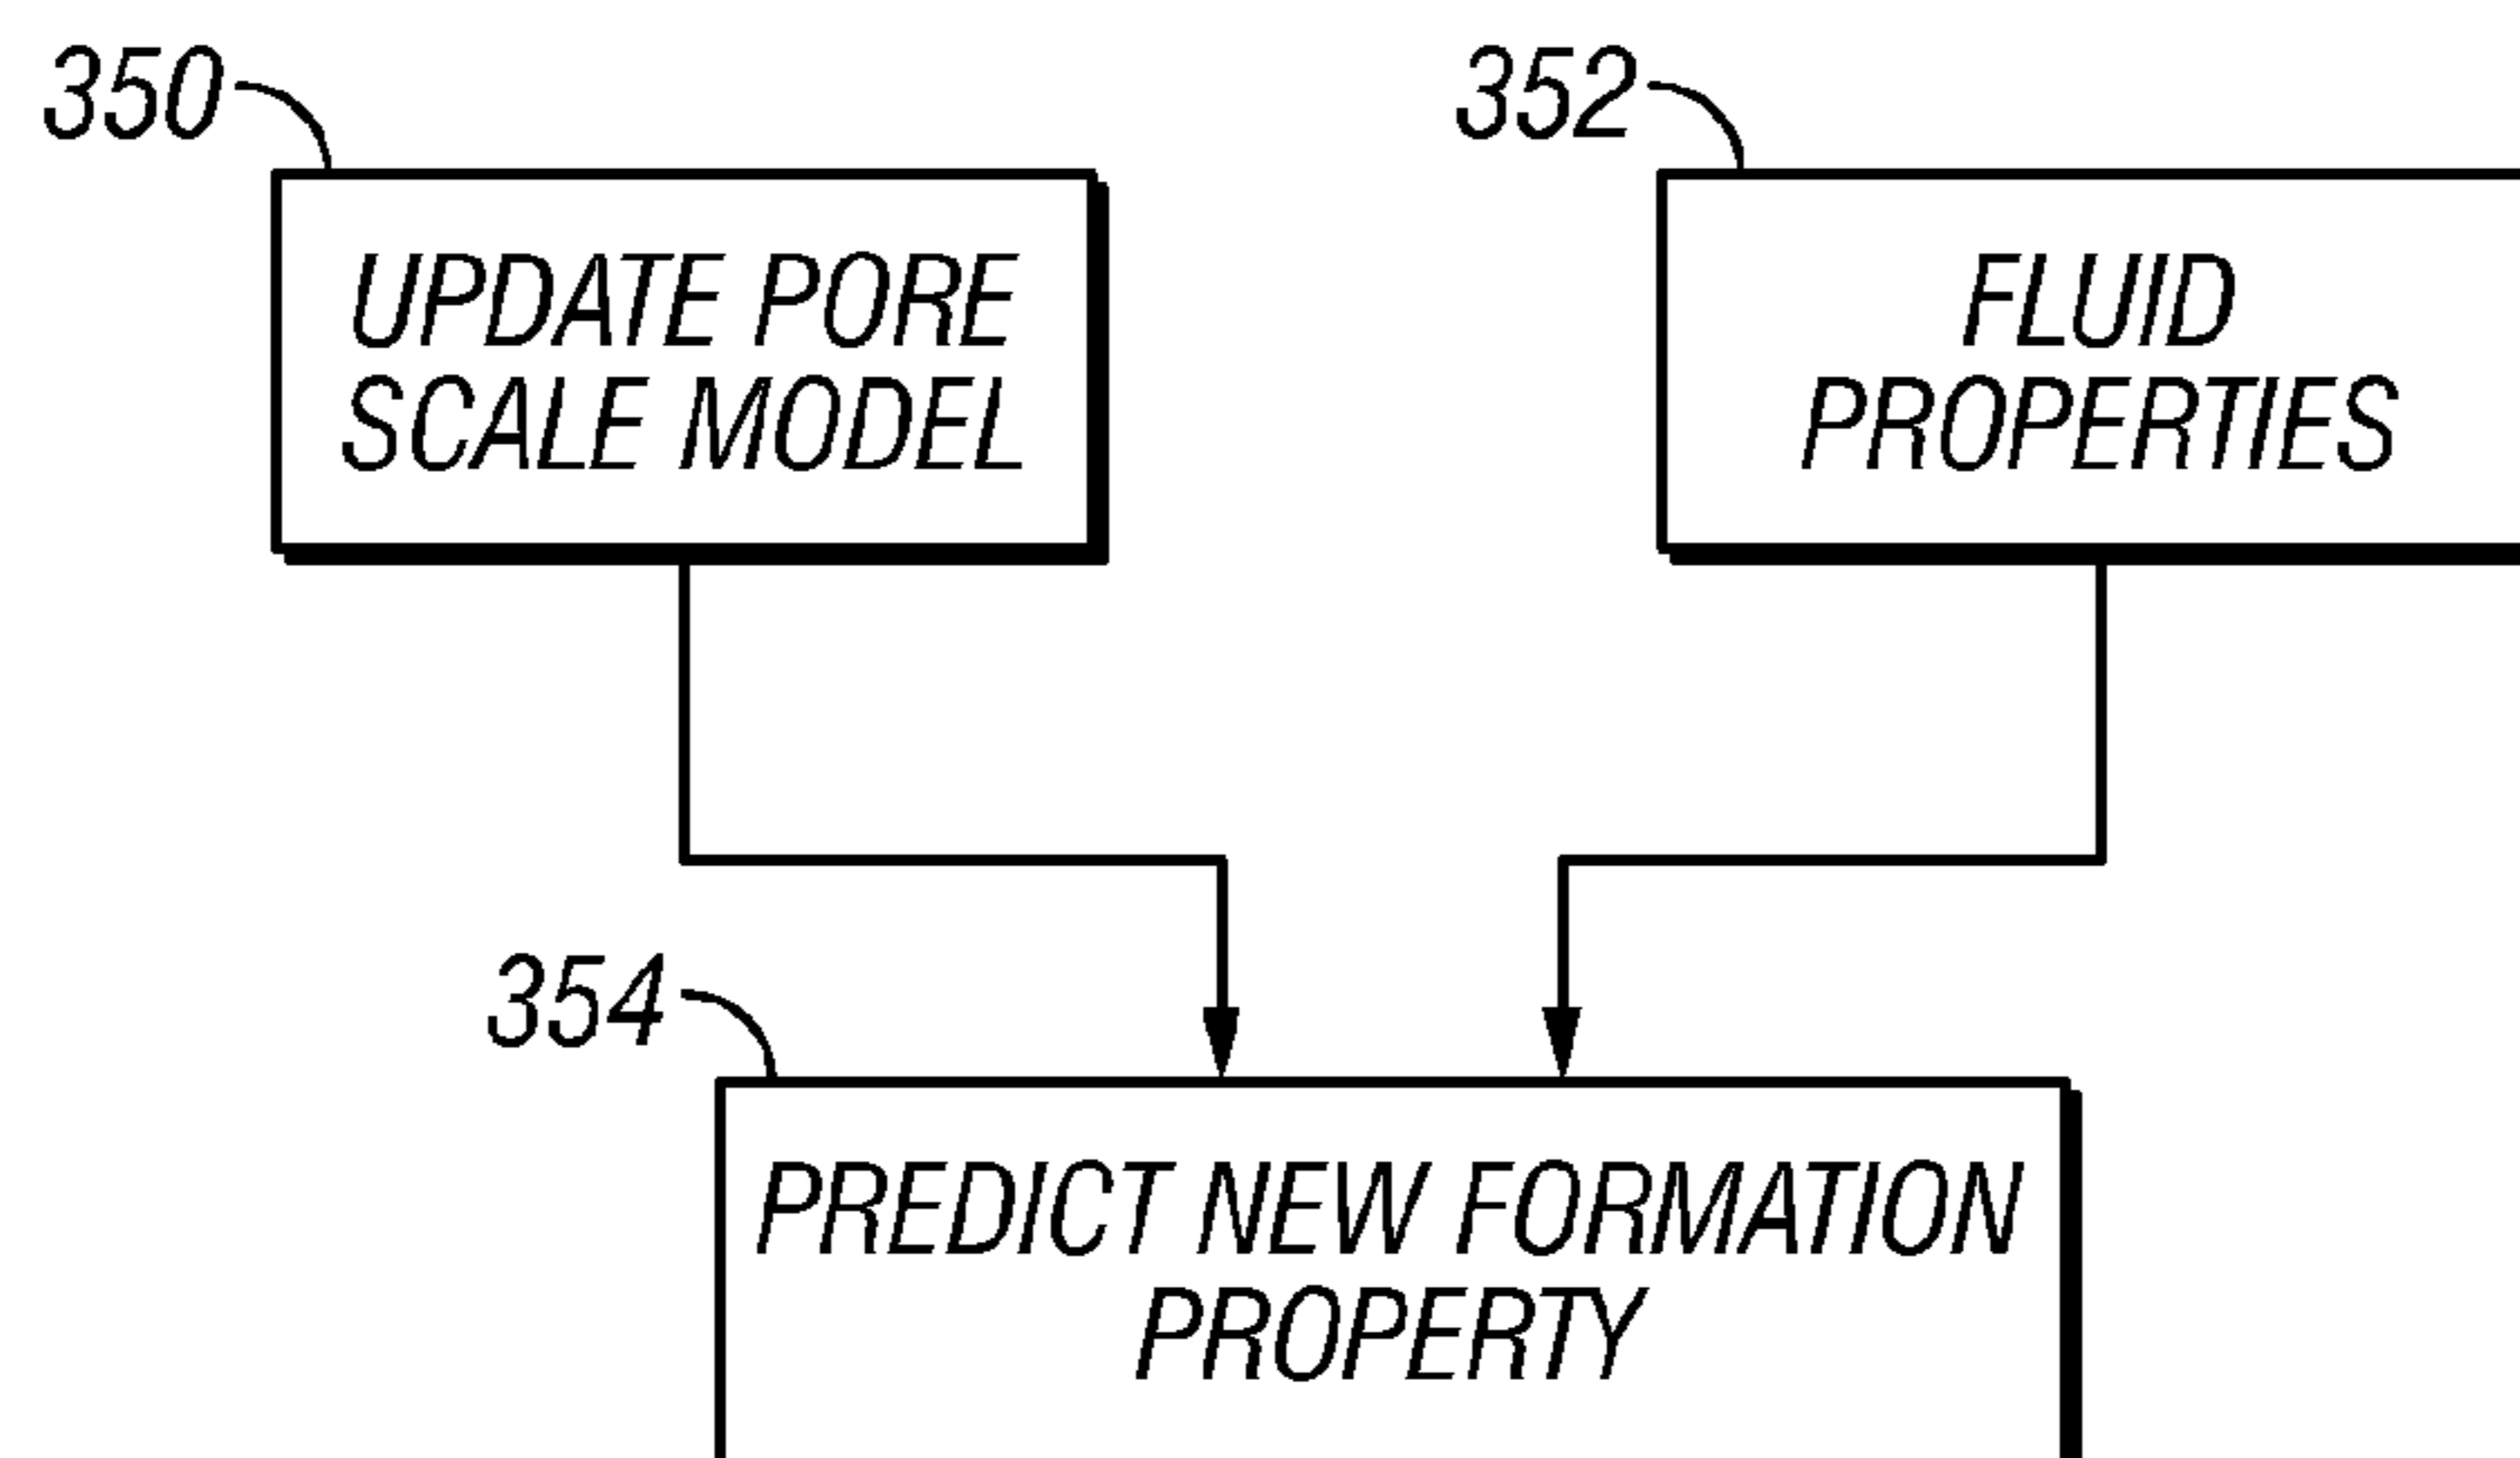 350
352
UPDATE PORE
SCALE MODEL
FLUID
PROPERTIES
354
PREDICT NEW FORMATION
PROPERTY